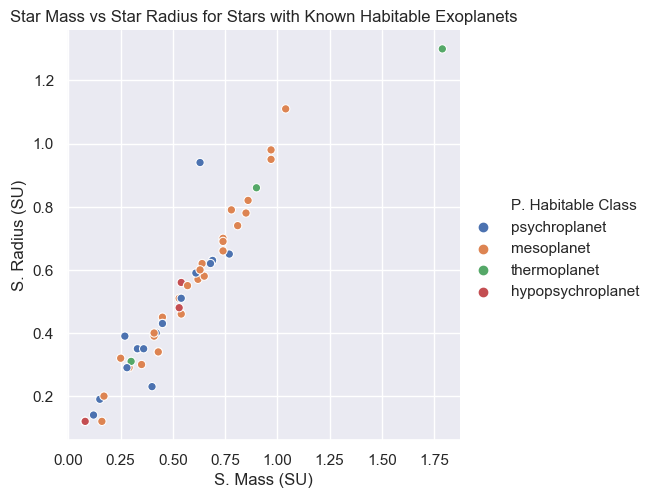 Star Mass vs Star Radius for Stars with Known Habitable Exoplanets
1.2
1.0
0.8
0.6
0.4
0.2
S. Radius (SU)
0.00 0.25 0.50 0.75 1.00 1.25 1.50 1.75
S. Mass (SU)
P. Habitable Class
psychroplanet
mesoplanet
thermoplanet
hypopsychroplanet